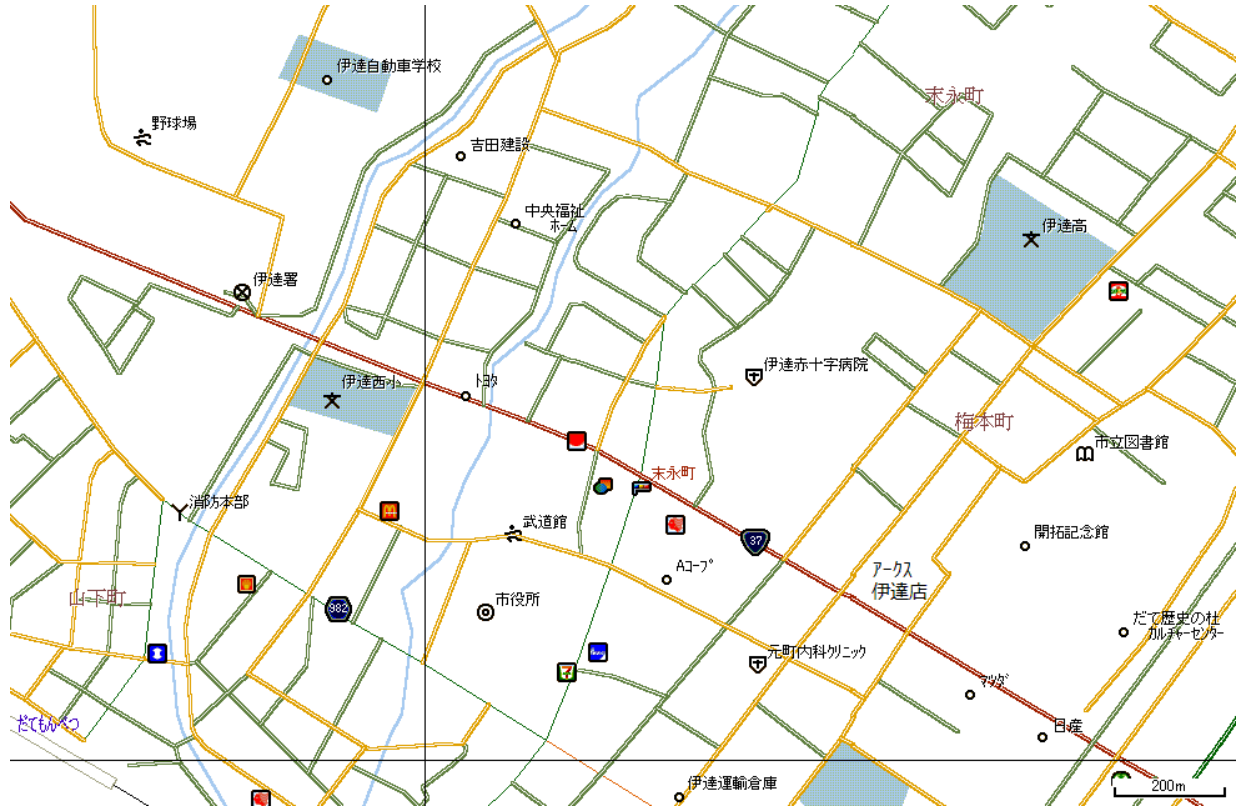 伊達自動車学校
末永町
野球場
吉田建設
中央福祉
ホーム
伊達高
伊達署
伊達赤十字病院
伊達西小
トヨタ
梅本町
市立図書館
末永町
消防本部
武道館
37
開拓記念館
Aコープ
アークス
伊達店
山下町
982
市役所
だて歴史の杜
カルチャーセンター
元町内科クリニック
7
マツダ
だてもんべつ
日産
伊達運輸倉庫
200m